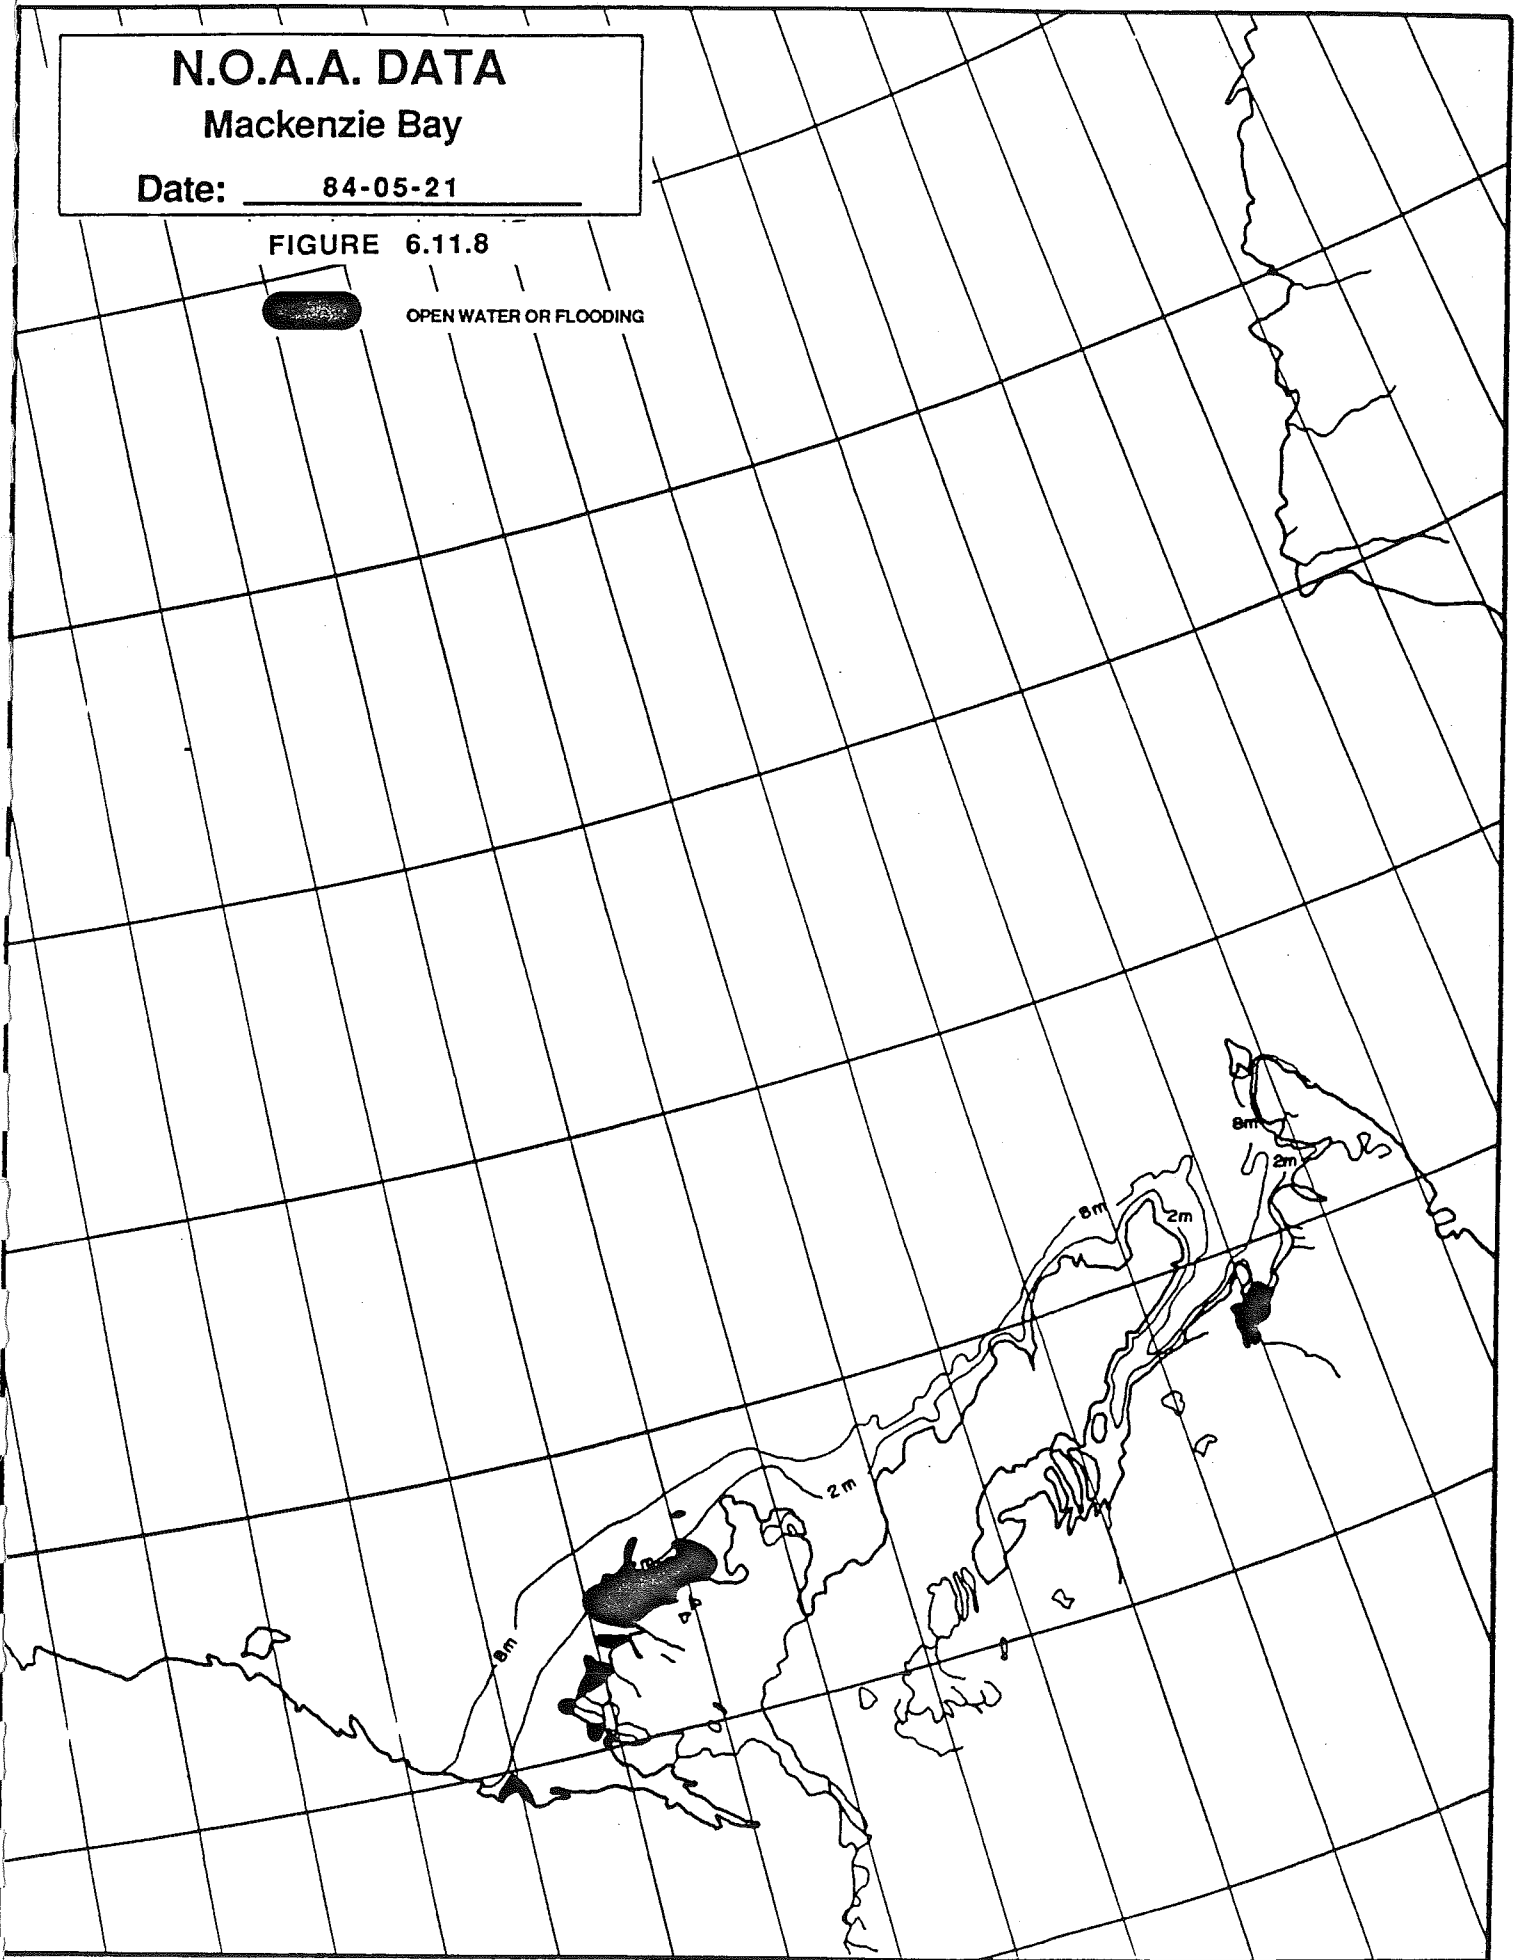 N.O.A.A. DATA
Mackenzie Bay
Date: 84-05-21
FIGURE 6.11.8
OPEN WATER OR FLOODING
8m
2m
8m
2m
2m
8m